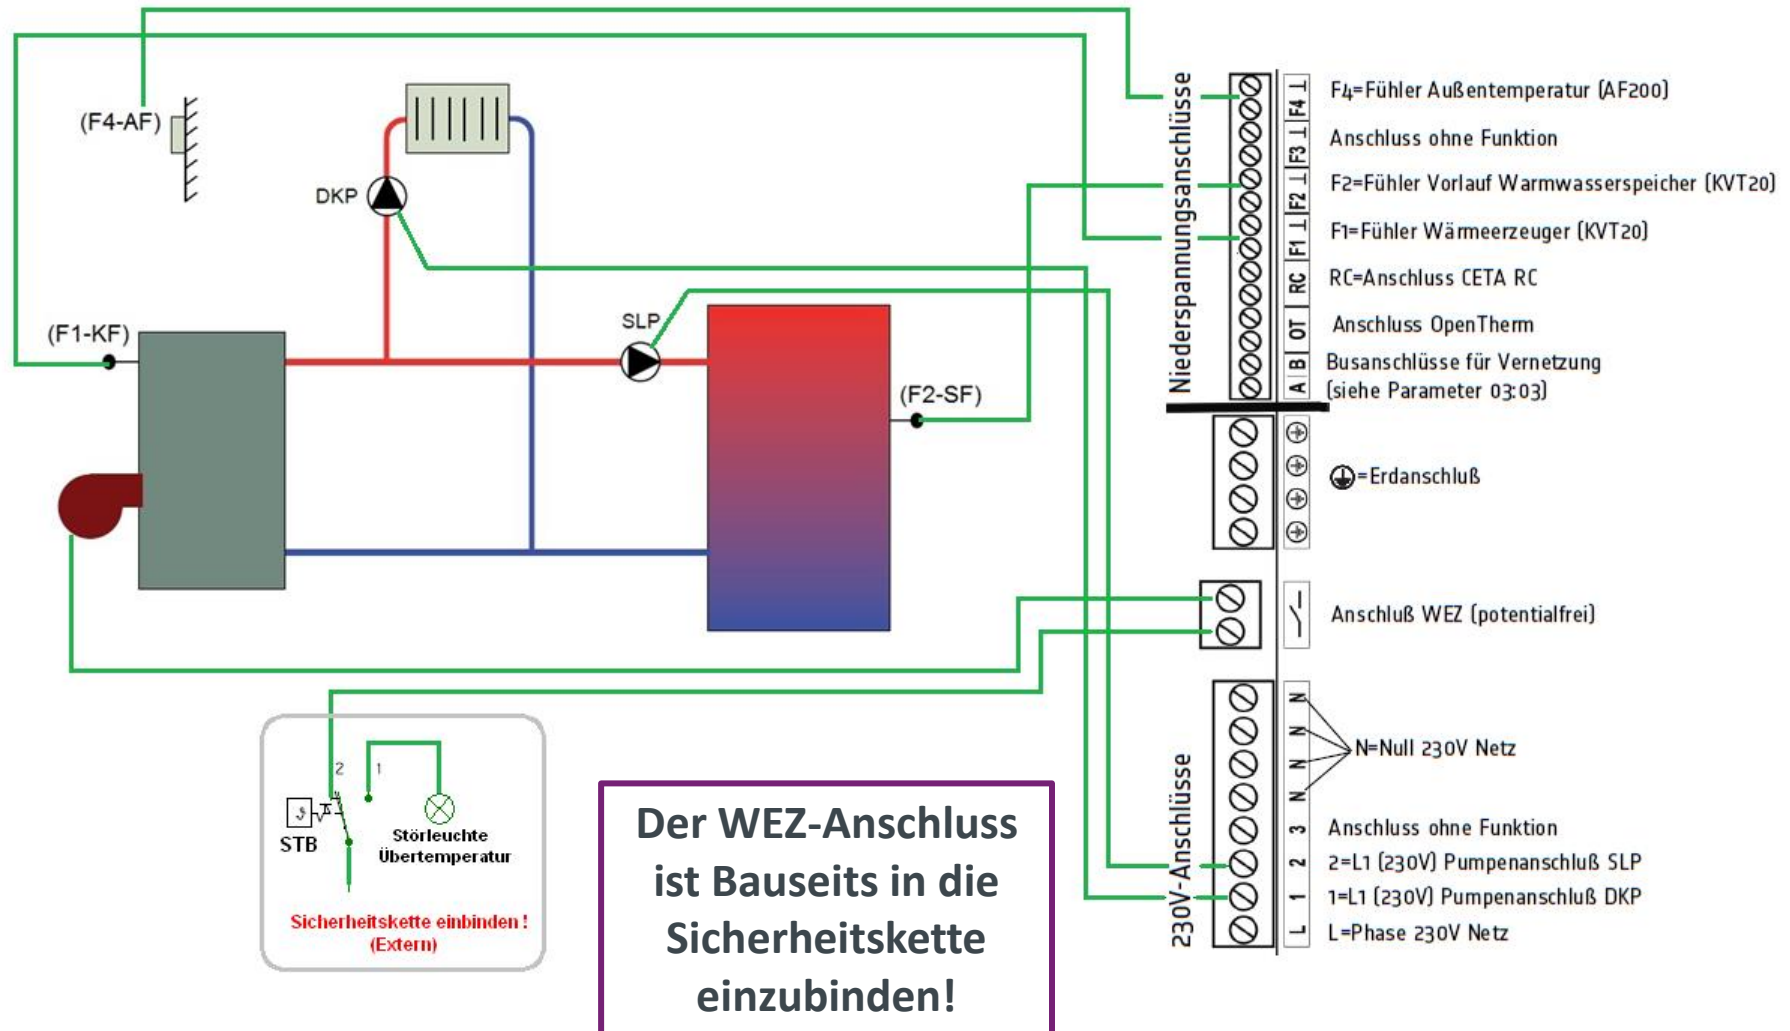 (F4-AF)
DKP
(F1-KF)
SLP
(F2-SF)
2
1
STB
Störleuchte
Übertemperatur
Sicherheitskette einbinden !
(Extern)
Der WEZ-Anschluss
ist Bauseits in die
Sicherheitskette
einzubinden!
Niederspannungsanschlüsse
F4 ⊥
F4=Fühler Außentemperatur (AF200)
F3 ⊥
Anschluss ohne Funktion
F2 ⊥
F2=Fühler Vorlauf Warmwasserspeicher (KVT20)
F1 ⊥
F1=Fühler Wärmeerzeuger (KVT20)
RC
RC=Anschluss CETA RC
OT
Anschluss OpenTherm
A B
Busanschlüsse für Vernetzung
(siehe Parameter 03:03)
=Erdanschluß
Anschluß WEZ (potentialfrei)
230V-Anschlüsse
N
N
N
N
N=Null 230V Netz
3
Anschluss ohne Funktion
2
2=L1 (230V) Pumpenanschluß SLP
1
1=L1 (230V) Pumpenanschluß DKP
L
L=Phase 230V Netz